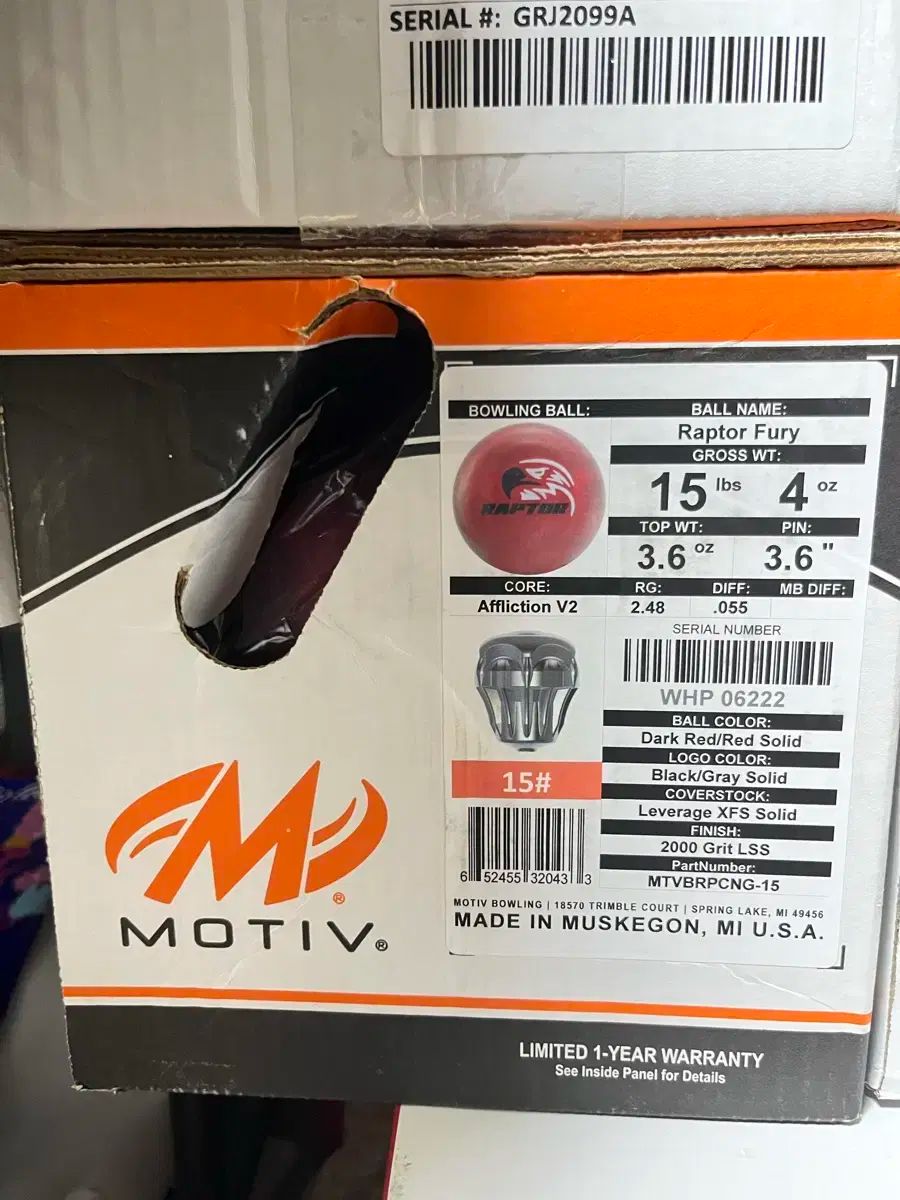 SERIAL #: GRJ2099A
BOWLING BALL:
BALL NAME:
Raptor Fury
GROSS WT:
15 lbs 4 oz
TOP WT: PIN:
3.6 oz 3.6 "
RAPTOR
CORE: RG: DIFF: MB DIFF:
Affliction V2 2.48 .055
SERIAL NUMBER
WHP 06222
BALL COLOR:
Dark Red/Red Solid
LOGO COLOR:
Black/Gray Solid
COVERSTOCK:
Leverage XFS Solid
FINISH:
2000 Grit LSS
PartNumber:
MTVBRPCNG-15
15#
6 52455 32043 3
MOTIV BOWLING | 18570 TRIMBLE COURT | SPRING LAKE, MI 49456
MADE IN MUSKEGON, MI U.S.A.
M®
MOTIV®
LIMITED 1-YEAR WARRANTY
See Inside Panel for Details